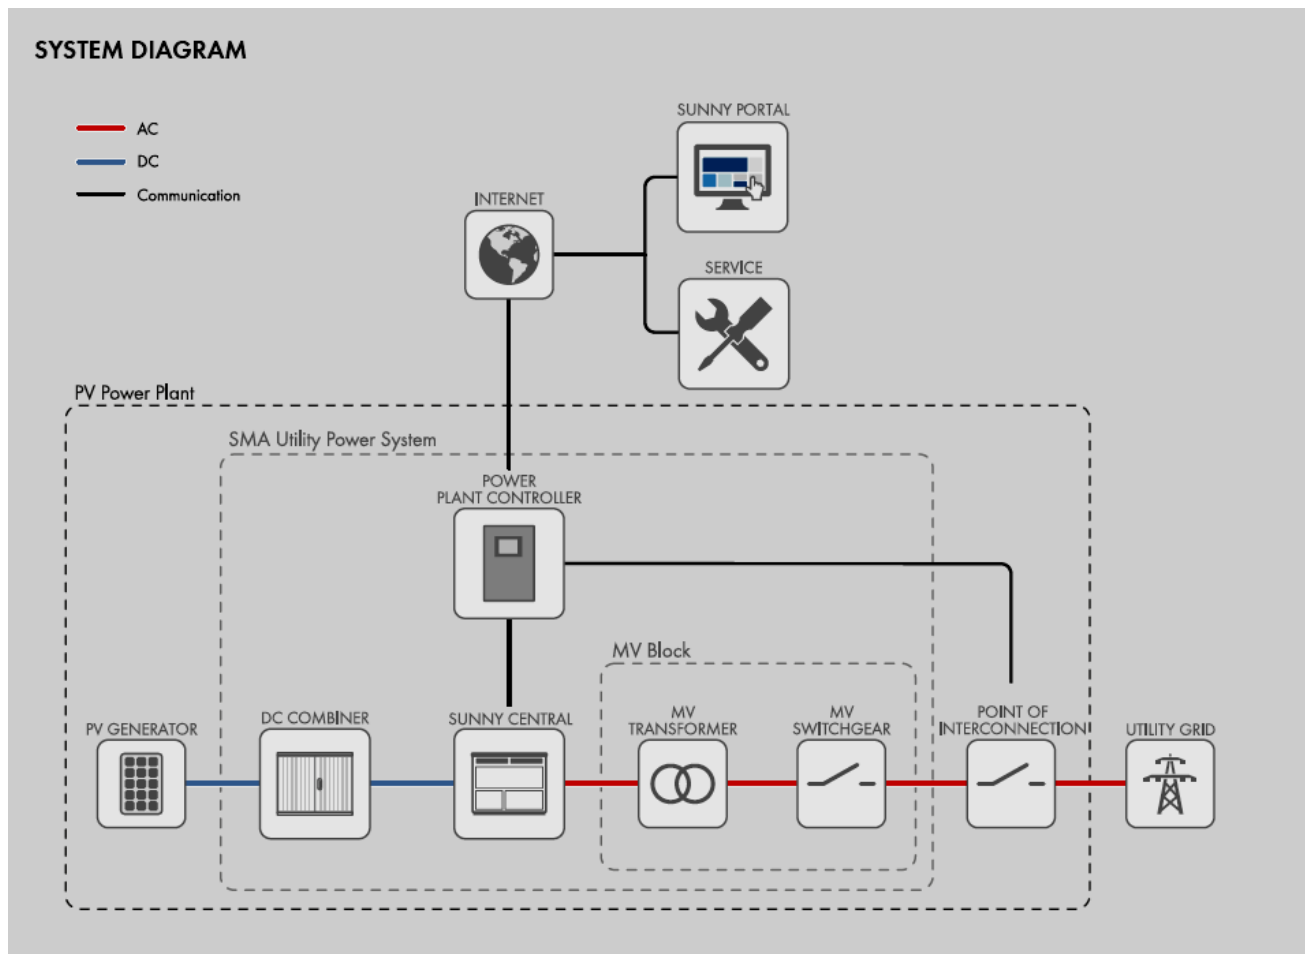 SYSTEM DIAGRAM
AC
DC
Communication
SUNNY PORTAL
INTERNET
SERVICE
PV Power Plant
SMA Utility Power System
POWER
PLANT CONTROLLER
MV Block
PV GENERATOR
DC COMBINER
SUNNY CENTRAL
MV
TRANSFORMER
MV
SWITCHGEAR
POINT OF
INTERCONNECTION
UTILITY GRID